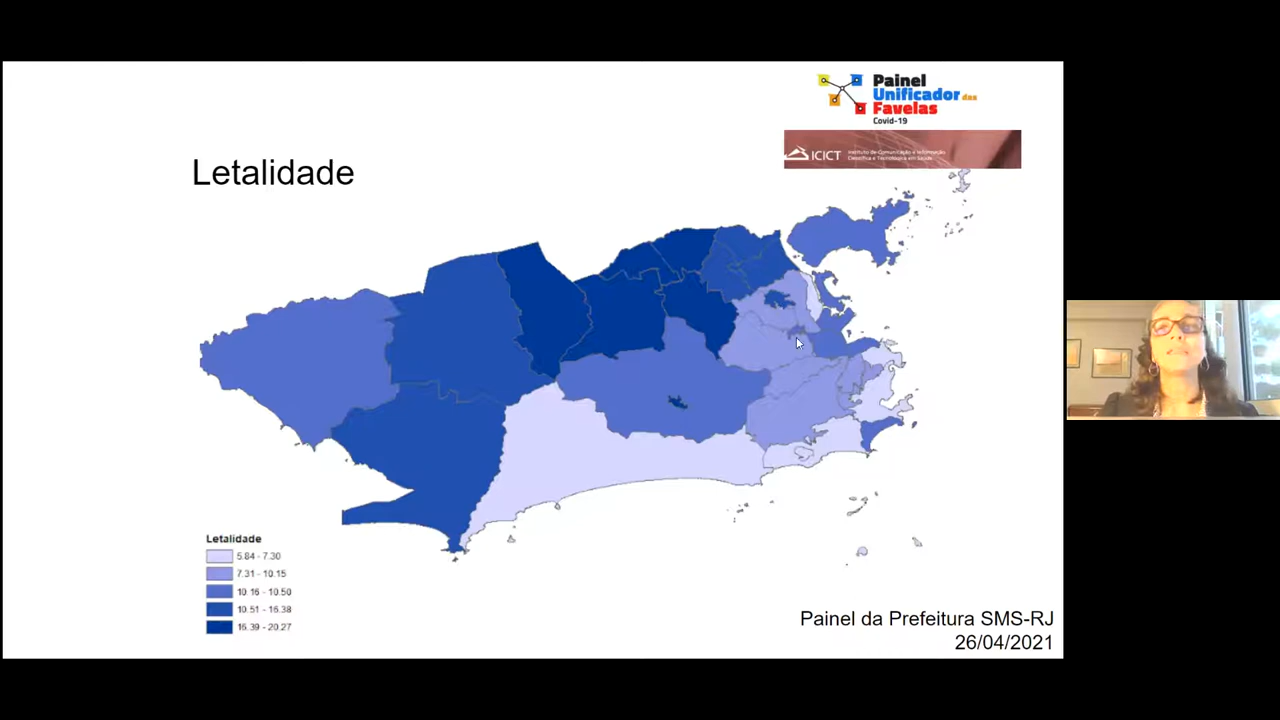 Painel
Unificador das
Favelas
Covid-19
ICICT
Instituto de Comunicação e Informação
Científica e Tecnológica em Saúde
Letalidade
Letalidade
5.84 - 7.30
7.31 - 10.15
10.16 - 10.50
10.51 - 16.38
16.39 - 20.27
Painel da Prefeitura SMS-RJ
26/04/2021